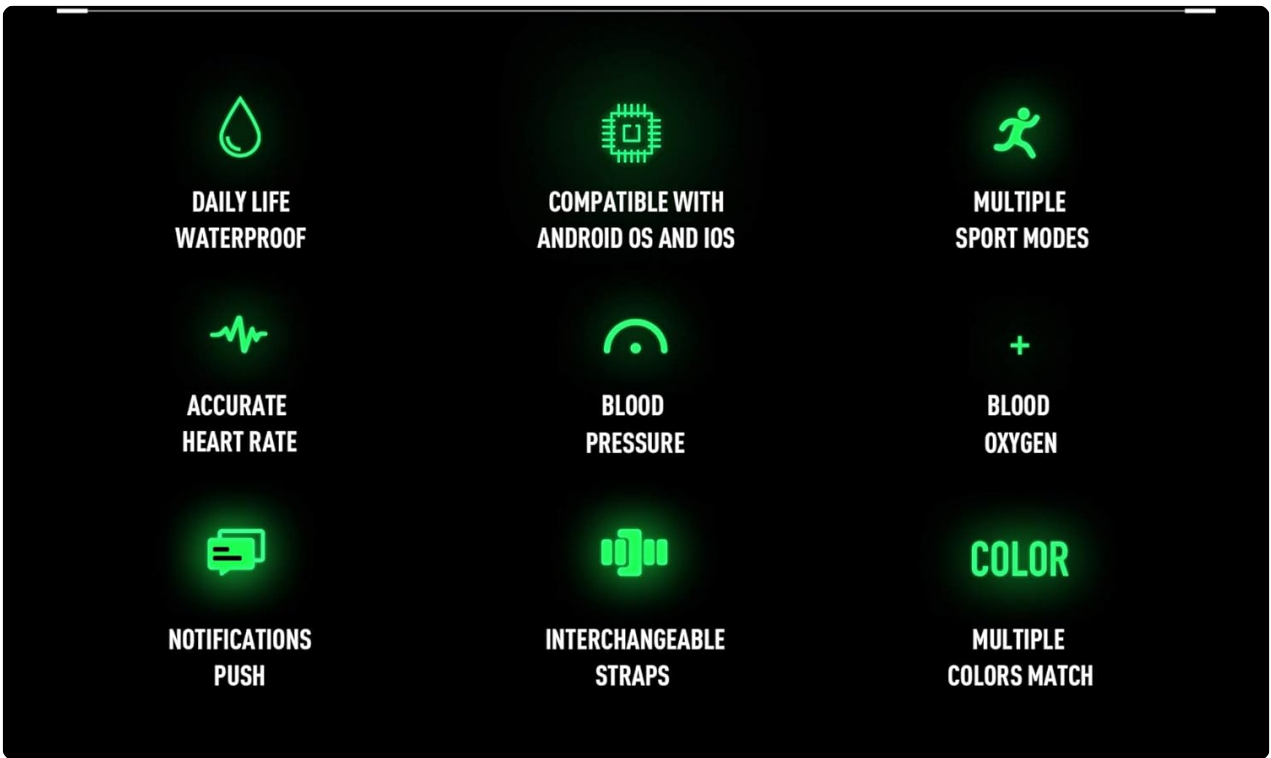 DAILY LIFE
WATERPROOF
COMPATIBLE WITH
ANDROID OS AND IOS
MULTIPLE
SPORT MODES
ACCURATE
HEART RATE
BLOOD
PRESSURE
BLOOD
OXYGEN
NOTIFICATIONS
PUSH
INTERCHANGEABLE
STRAPS
COLOR
MULTIPLE
COLORS MATCH